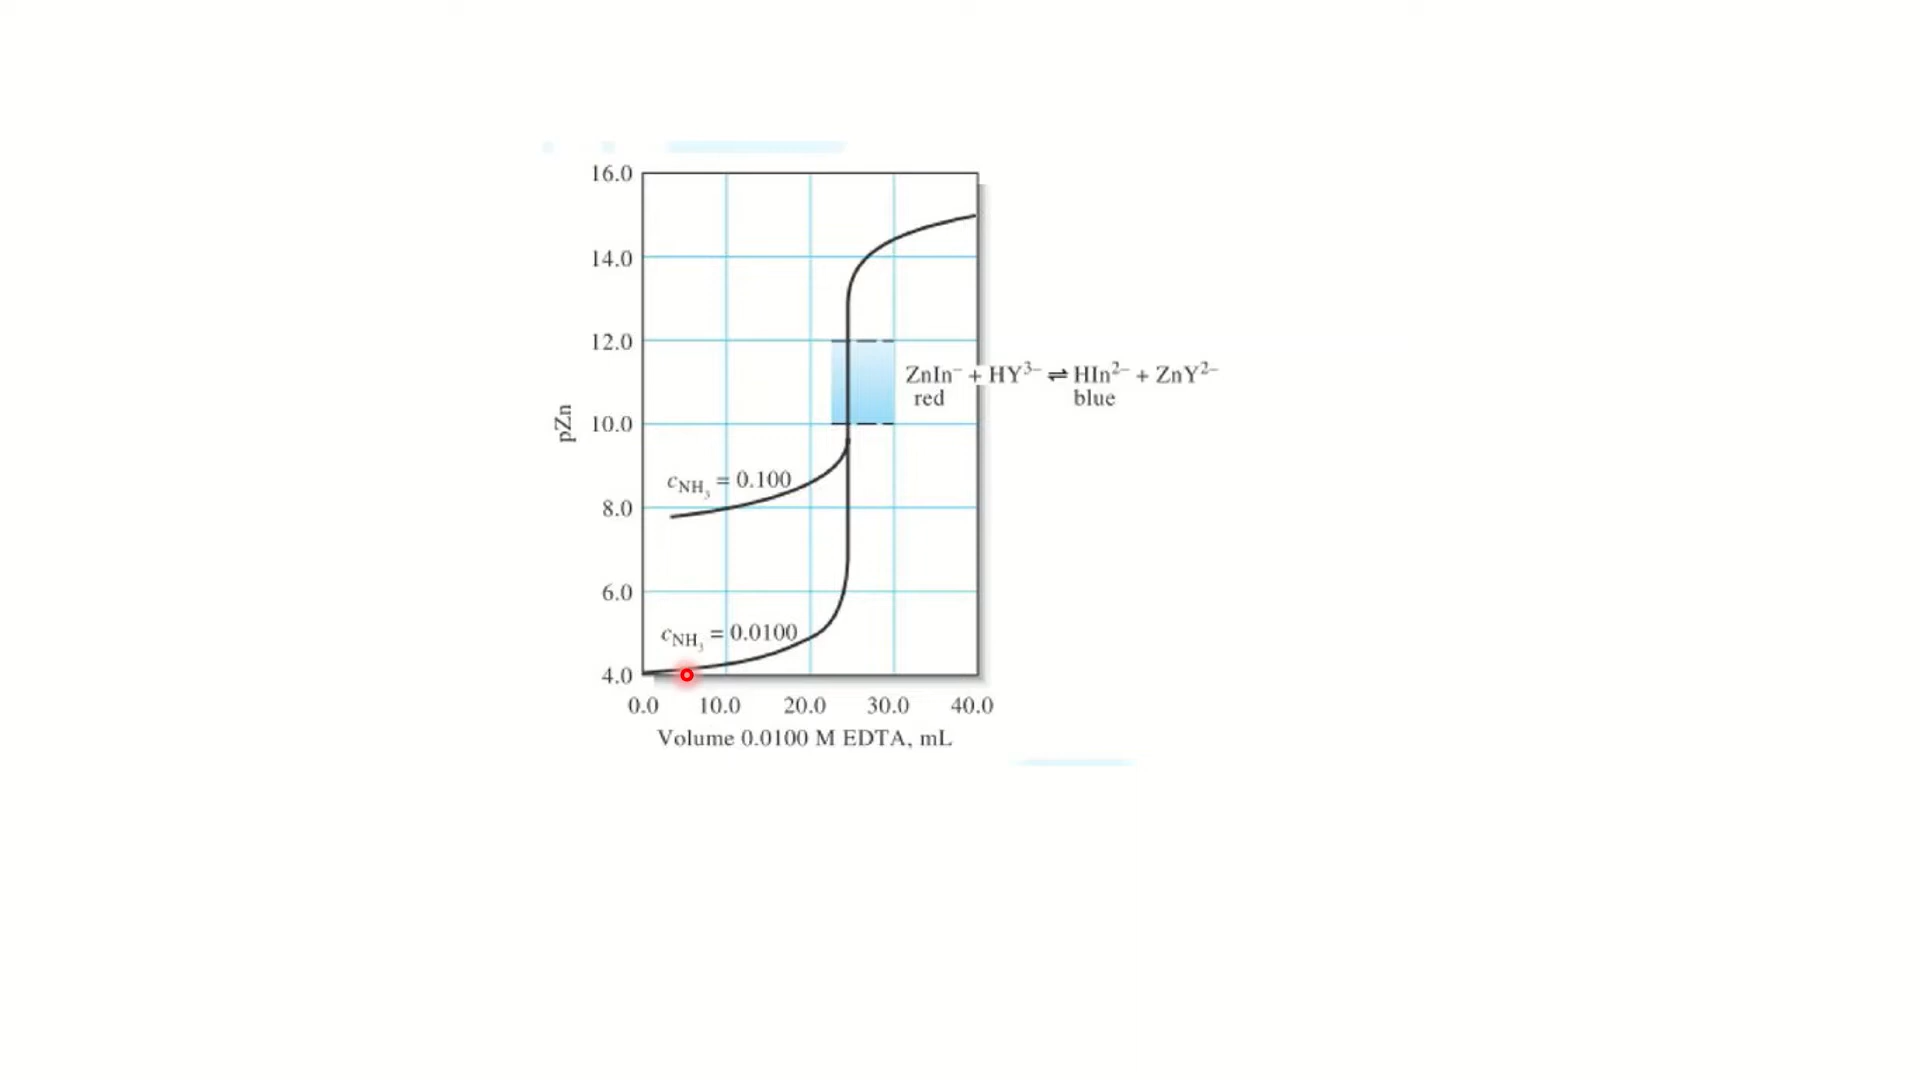 16.0
14.0
12.0
ZnIn⁻ + HY³⁻ ⇌ HIn²⁻ + ZnY²⁻
red blue
pZn
10.0
cNH₃ = 0.100
8.0
6.0
cNH₃ = 0.0100
4.0
0.0 10.0 20.0 30.0 40.0
Volume 0.0100 M EDTA, mL